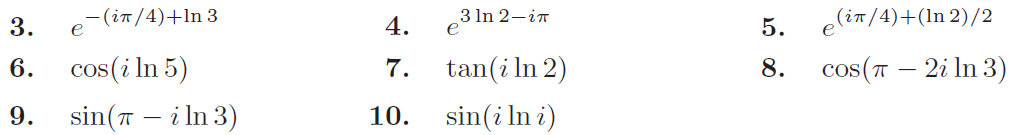 3. e^{−(iπ/4)+ln 3} 4. e^{3 ln 2−iπ} 5. e^{(iπ/4)+(ln 2)/2}
6. cos(i ln 5) 7. tan(i ln 2) 8. cos(π − 2i ln 3)
9. sin(π − i ln 3) 10. sin(i ln i)